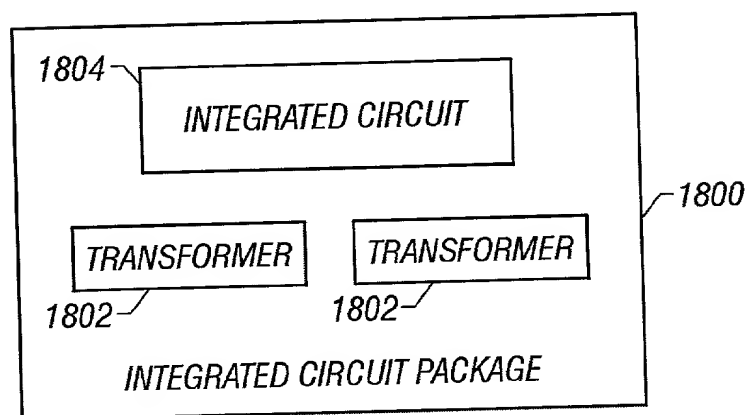 1804
INTEGRATED CIRCUIT
1800
TRANSFORMER
TRANSFORMER
1802
1802
INTEGRATED CIRCUIT PACKAGE